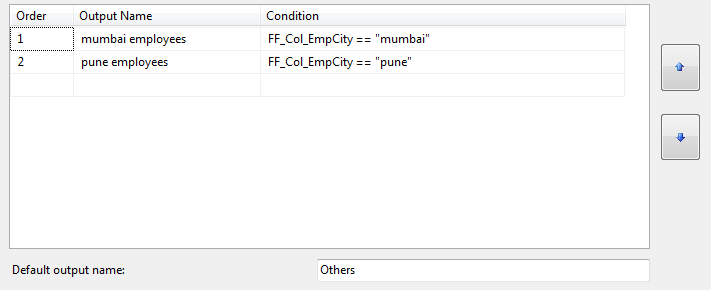 Order Output Name Condition
1 mumbai employees FF_Col_EmpCity == "mumbai"
2 pune employees FF_Col_EmpCity == "pune"
Default output name: Others